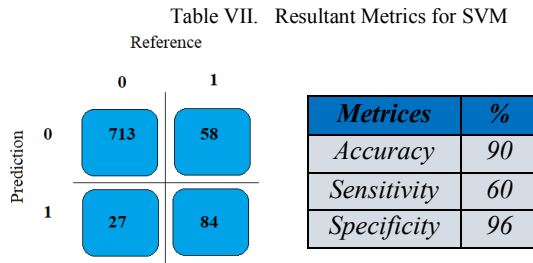 Table VII. Resultant Metrics for SVM
Reference
0 1
Prediction
0 713 58
1 27 84
Metrices %
Accuracy 90
Sensitivity 60
Specificity 96